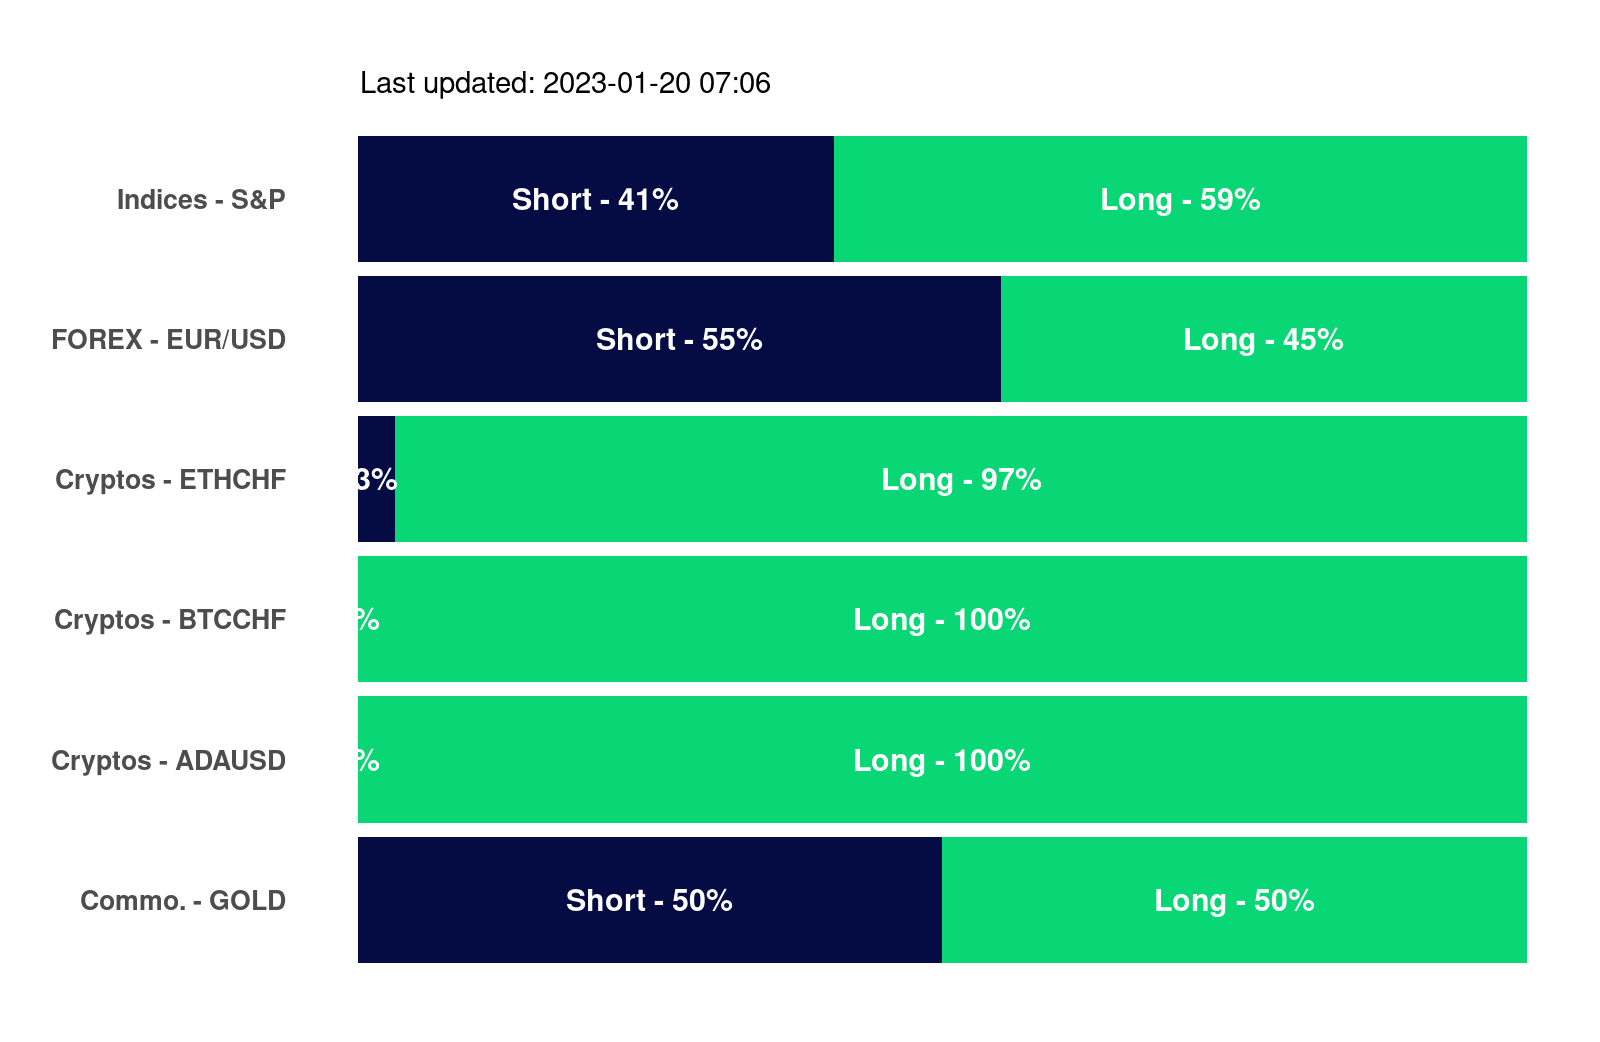 Last updated: 2023-01-20 07:06
Indices - S&P Short - 41% Long - 59%
FOREX - EUR/USD Short - 55% Long - 45%
Cryptos - ETHCHF 3% Long - 97%
Cryptos - BTCCHF % Long - 100%
Cryptos - ADAUSD % Long - 100%
Commo. - GOLD Short - 50% Long - 50%